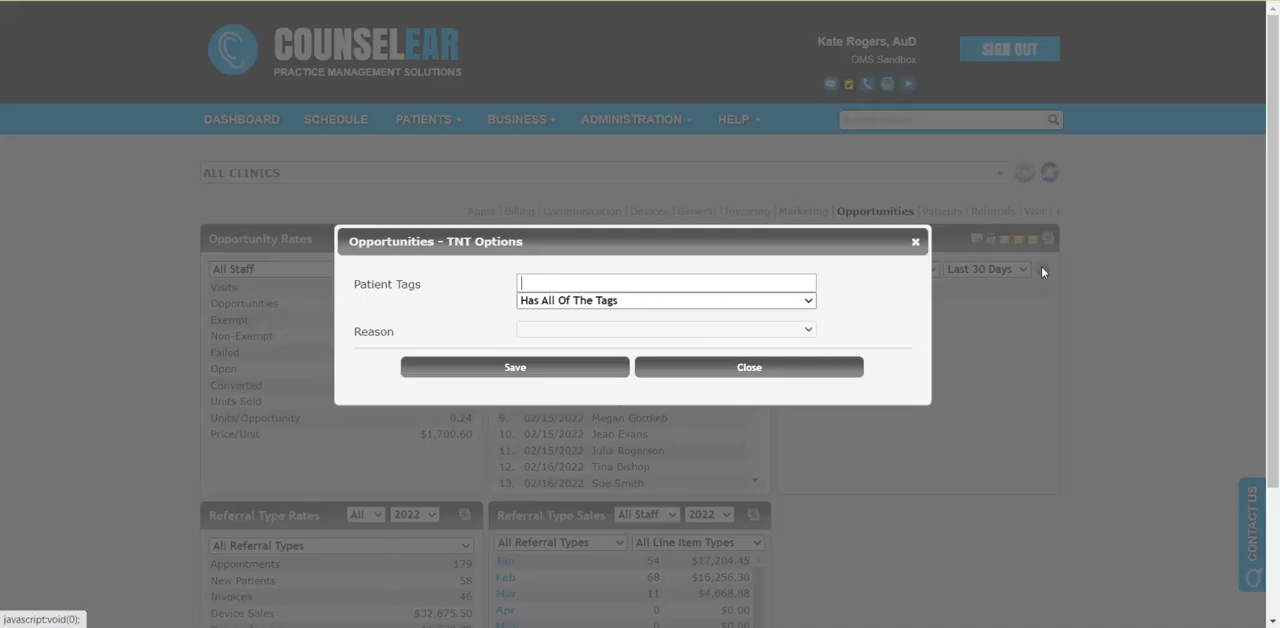 COUNSELEAR
PRACTICE MANAGEMENT SOLUTIONS
Kate Rogers, AuD
OMS Sandbox
SIGN OUT
DASHBOARD SCHEDULE PATIENTS BUSINESS ADMINISTRATION HELP
ALL CLINICS
Appts | Billing | Communication | Devices | General | Invoicing | Marketing | Opportunities | Patients | Referrals | Visit |
Opportunity Rates
All Staff
Last 30 Days
Visits
Opportunities
Exempt
Non-Exempt
Failed
Open
Converted
Units Sold
Units/Opportunity 0.24
Price/Unit $1,700.60
Opportunities - TNT Options
Patient Tags
Has All Of The Tags
Reason
Save Close
9. 02/15/2022 Megan Gottlieb
10. 02/15/2022 Jean Evans
11. 02/15/2022 Julia Rogerson
12. 02/16/2022 Tina Bishop
13. 02/16/2022 Sue Smith
Referral Type Rates All 2022
All Referral Types
Appointments 179
New Patients 58
Invoices 46
Device Sales $32,875.50
Referral Type Sales All Staff 2022
All Referral Types All Line Item Types
Jan 54 $17,204.45
Feb 68 $16,256.30
Mar 11 $4,068.88
Apr 0 $0.00
0 $0.00
CONTACT US
javascript:void(0);